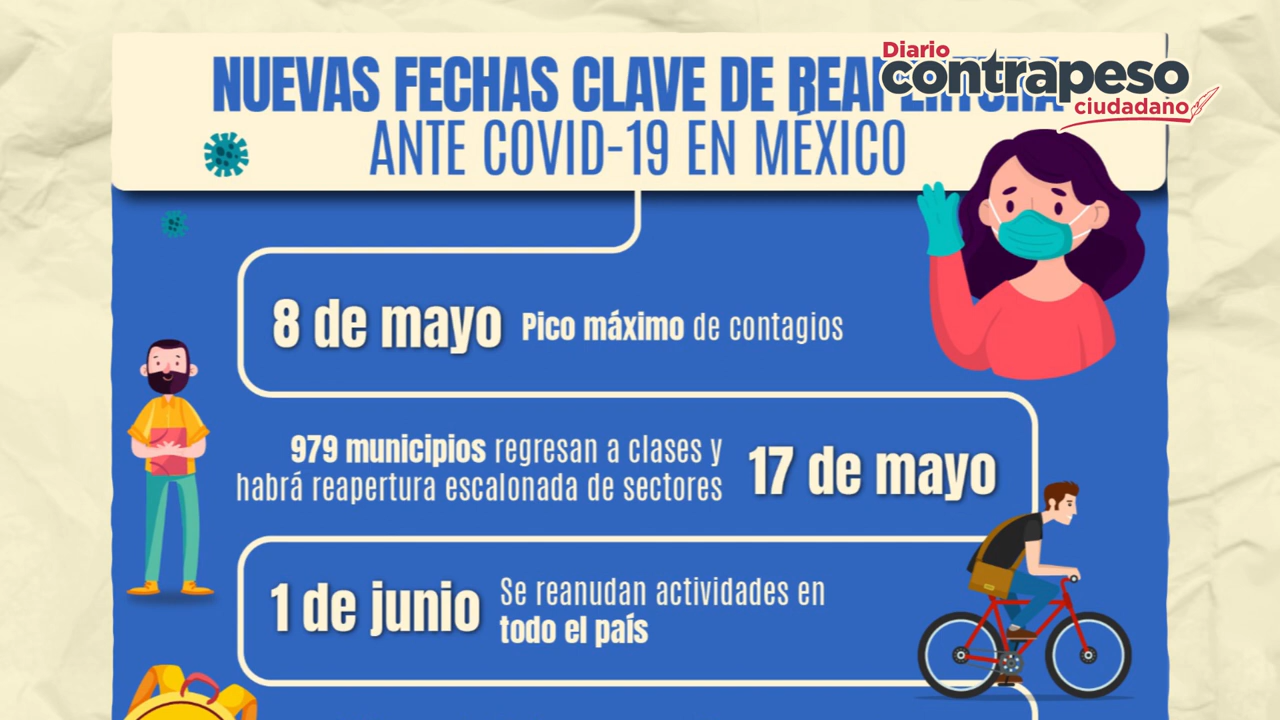 Diario
contrapeso
ciudadano
NUEVAS FECHAS CLAVE DE
ANTE COVID-19 EN MÉXICO
8 de mayo Pico máximo de contagios
979 municipios regresan a clases y
habrá reapertura escalonada de sectores
17 de mayo
1 de junio
Se reanudan actividades en
todo el país